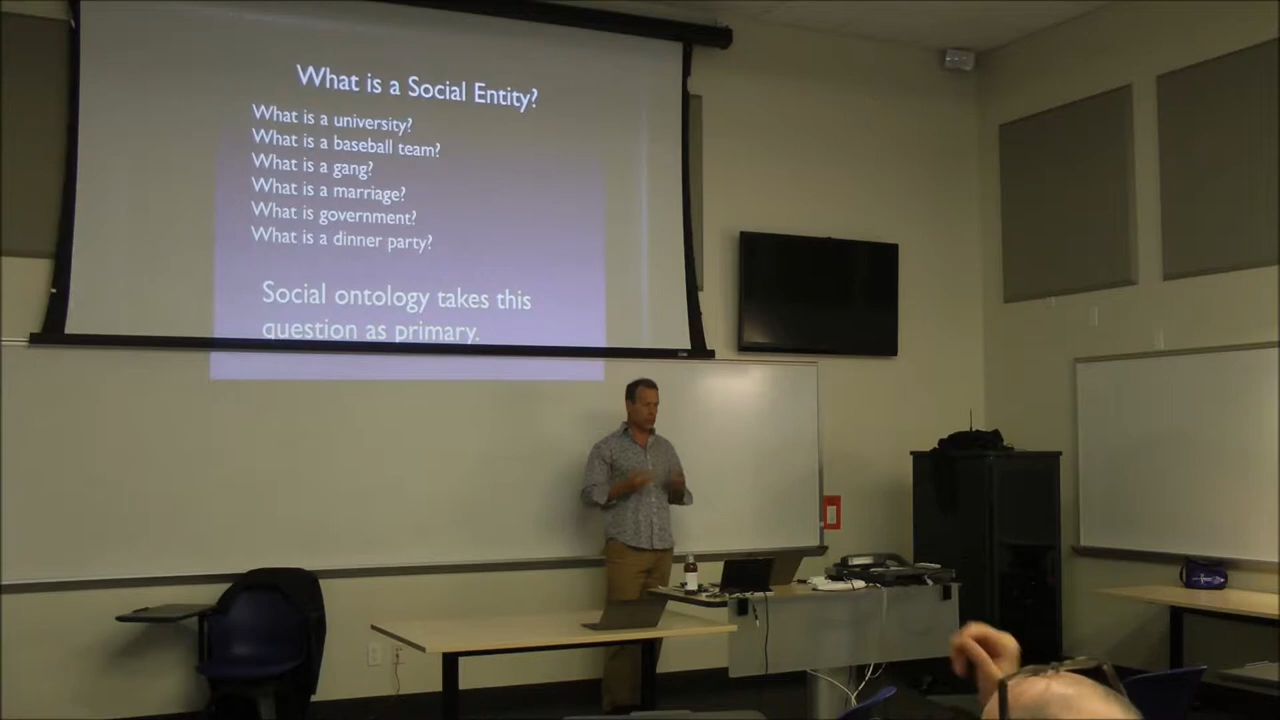 What is a Social Entity?
What is a university?
What is a baseball team?
What is a gang?
What is a marriage?
What is government?
What is a dinner party?
Social ontology takes this
question as primary.